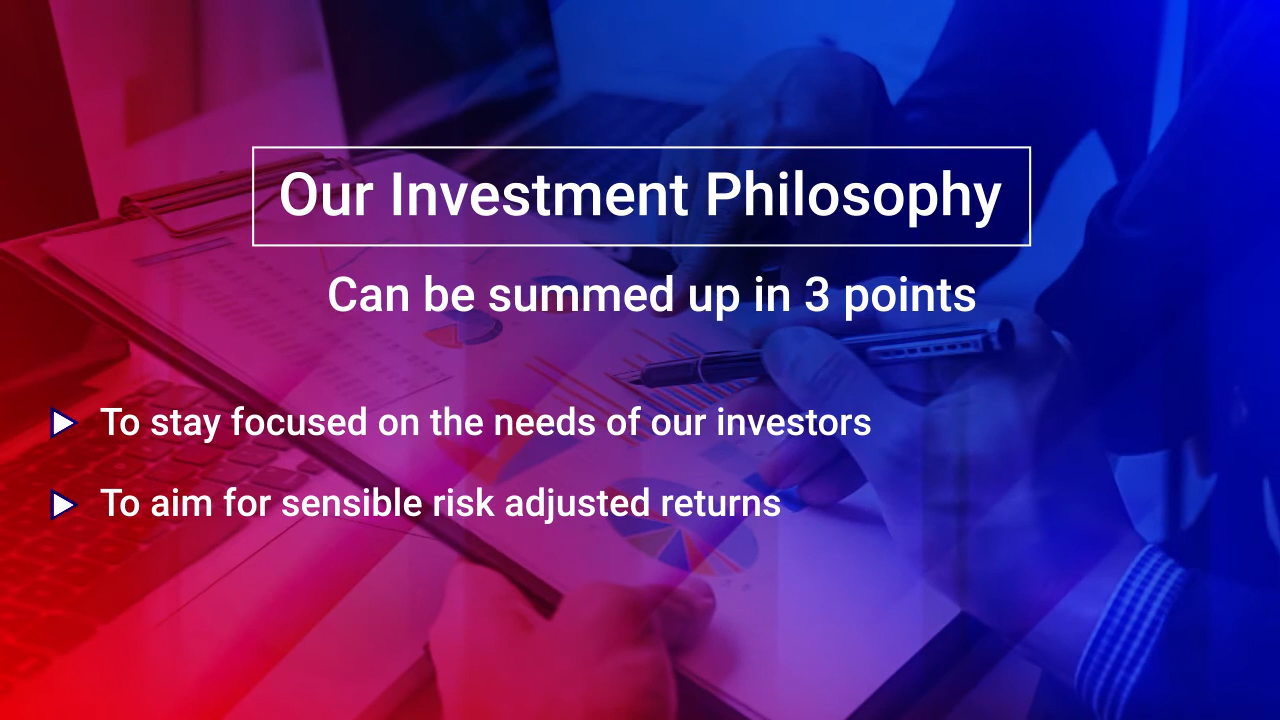 Our Investment Philosophy
Can be summed up in 3 points
To stay focused on the needs of our investors
To aim for sensible risk adjusted returns